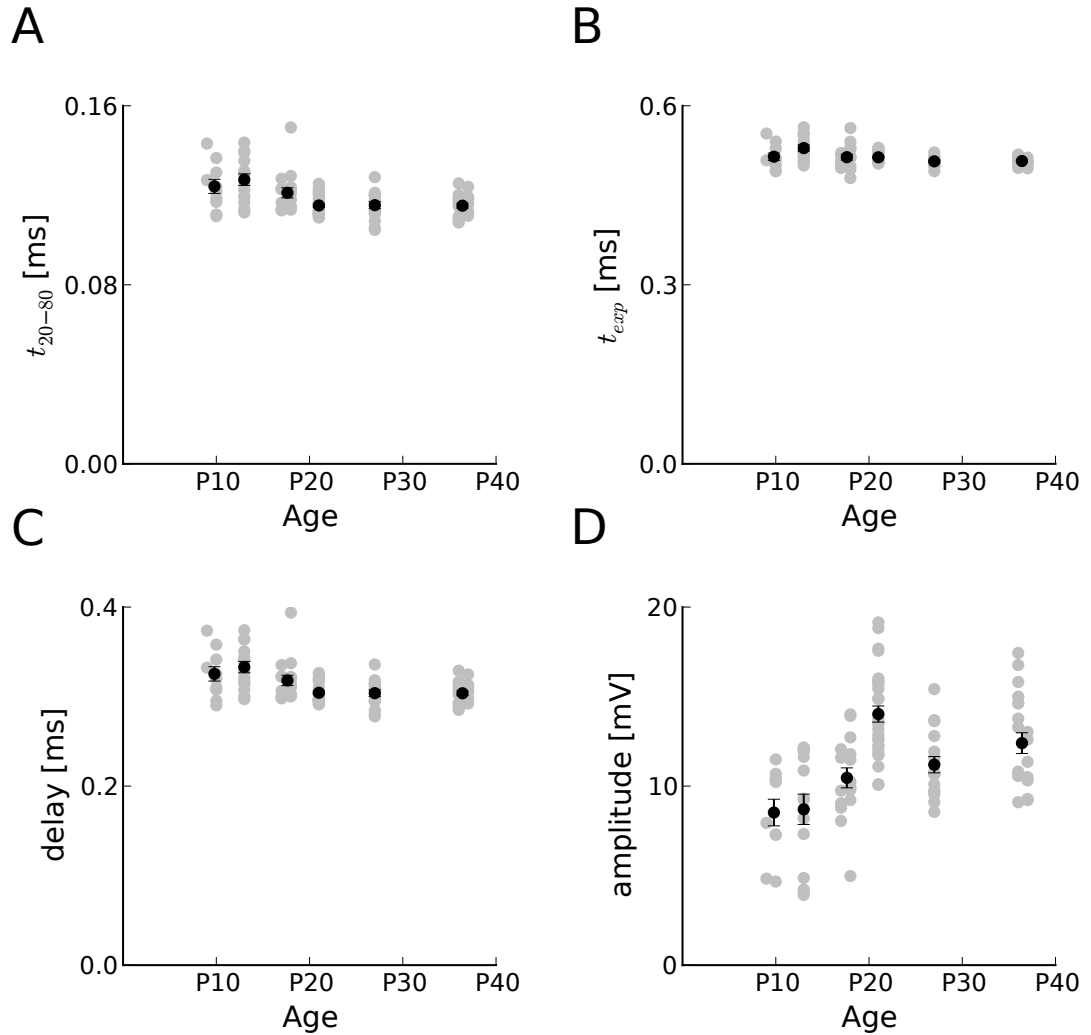 A
0.16
0.08
0.00
t20−80 [ms]
P10 P20 P30 P40
Age
B
0.6
0.3
0.0
texp [ms]
P10 P20 P30 P40
Age
C
0.4
0.2
0.0
delay [ms]
P10 P20 P30 P40
Age
D
20
10
0
amplitude [mV]
P10 P20 P30 P40
Age